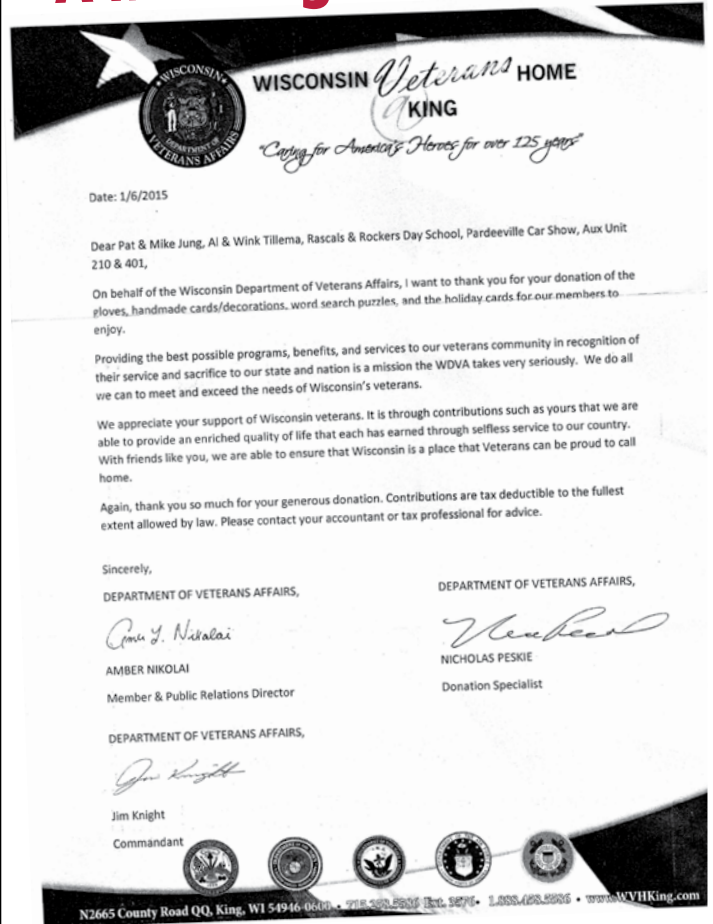 WISCONSIN
DEPARTMENT OF
VETERANS AFFAIRS
WISCONSIN Veterans HOME
@KING
"Caring for America's Heroes for over 125 years"
Date: 1/6/2015
Dear Pat & Mike Jung, Al & Wink Tillema, Rascals & Rockers Day School, Pardeeville Car Show, Aux Unit
210 & 401,
On behalf of the Wisconsin Department of Veterans Affairs, I want to thank you for your donation of the
gloves, handmade cards/decorations, word search puzzles, and the holiday cards for our members to
enjoy.
Providing the best possible programs, benefits, and services to our veterans community in recognition of
their service and sacrifice to our state and nation is a mission the WDVA takes very seriously. We do all
we can to meet and exceed the needs of Wisconsin's veterans.
We appreciate your support of Wisconsin veterans. It is through contributions such as yours that we are
able to provide an enriched quality of life that each has earned through selfless service to our country.
With friends like you, we are able to ensure that Wisconsin is a place that Veterans can be proud to call
home.
Again, thank you so much for your generous donation. Contributions are tax deductible to the fullest
extent allowed by law. Please contact your accountant or tax professional for advice.
Sincerely,
DEPARTMENT OF VETERANS AFFAIRS,
Nikolai
AMBER NIKOLAI
Member & Public Relations Director
DEPARTMENT OF VETERANS AFFAIRS,
NICHOLAS PESKIE
Donation Specialist
DEPARTMENT OF VETERANS AFFAIRS,
Jim Knight
Jim Knight
Commandant
N2665 County Road QQ, King, WI 54946-0600 • 715.258.5586 Ext. • 1.888.458.5586 • www.WVHKing.com